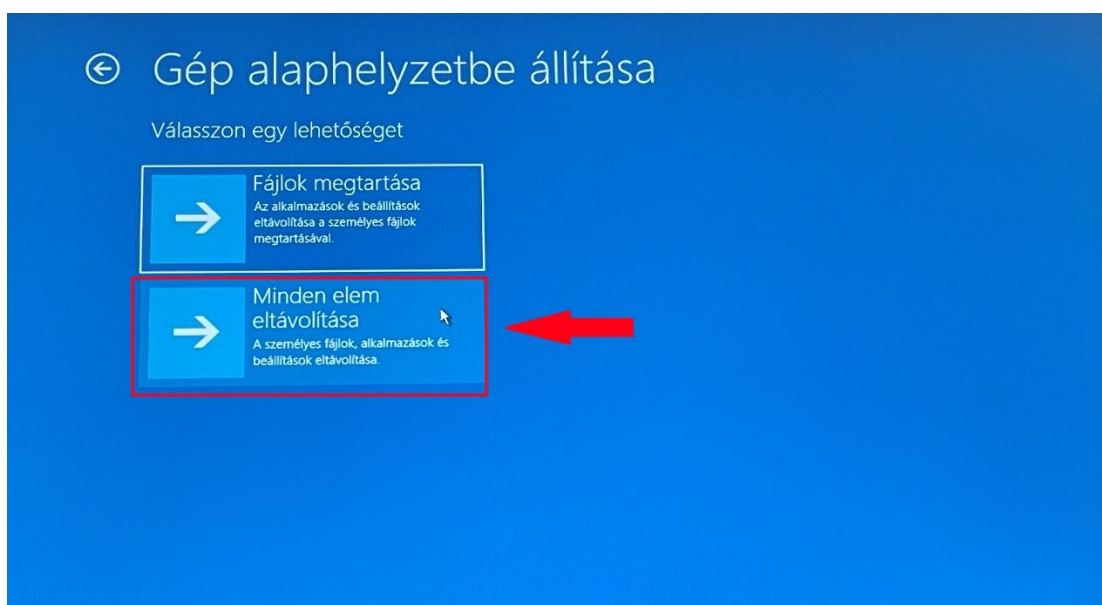 Gép alaphelyzetbe állítása
Válasszon egy lehetőséget
Fájlok megtartása
Az alkalmazások és beállítások
eltávolítása a személyes fájlok
megtartásával.
Minden elem
eltávolítása
A személyes fájlok, alkalmazások és
beállítások eltávolítása.